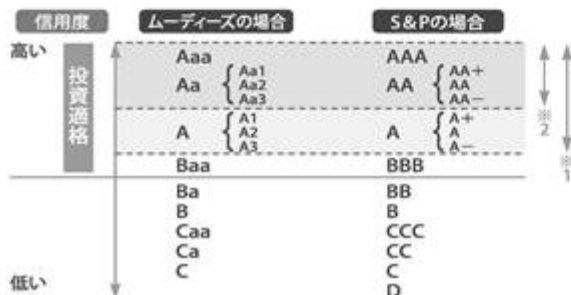 信用度 ムーディーズの場合 S&Pの場合
高い
投資適格
Aaa AAA
Aa { Aa1 Aa2 Aa3 AA { AA+ AA AA−
A { A1 A2 A3 A { A+ A A−
Baa BBB
※2
※1
Ba BB
B B
Caa CCC
Ca CC
C C
低い D